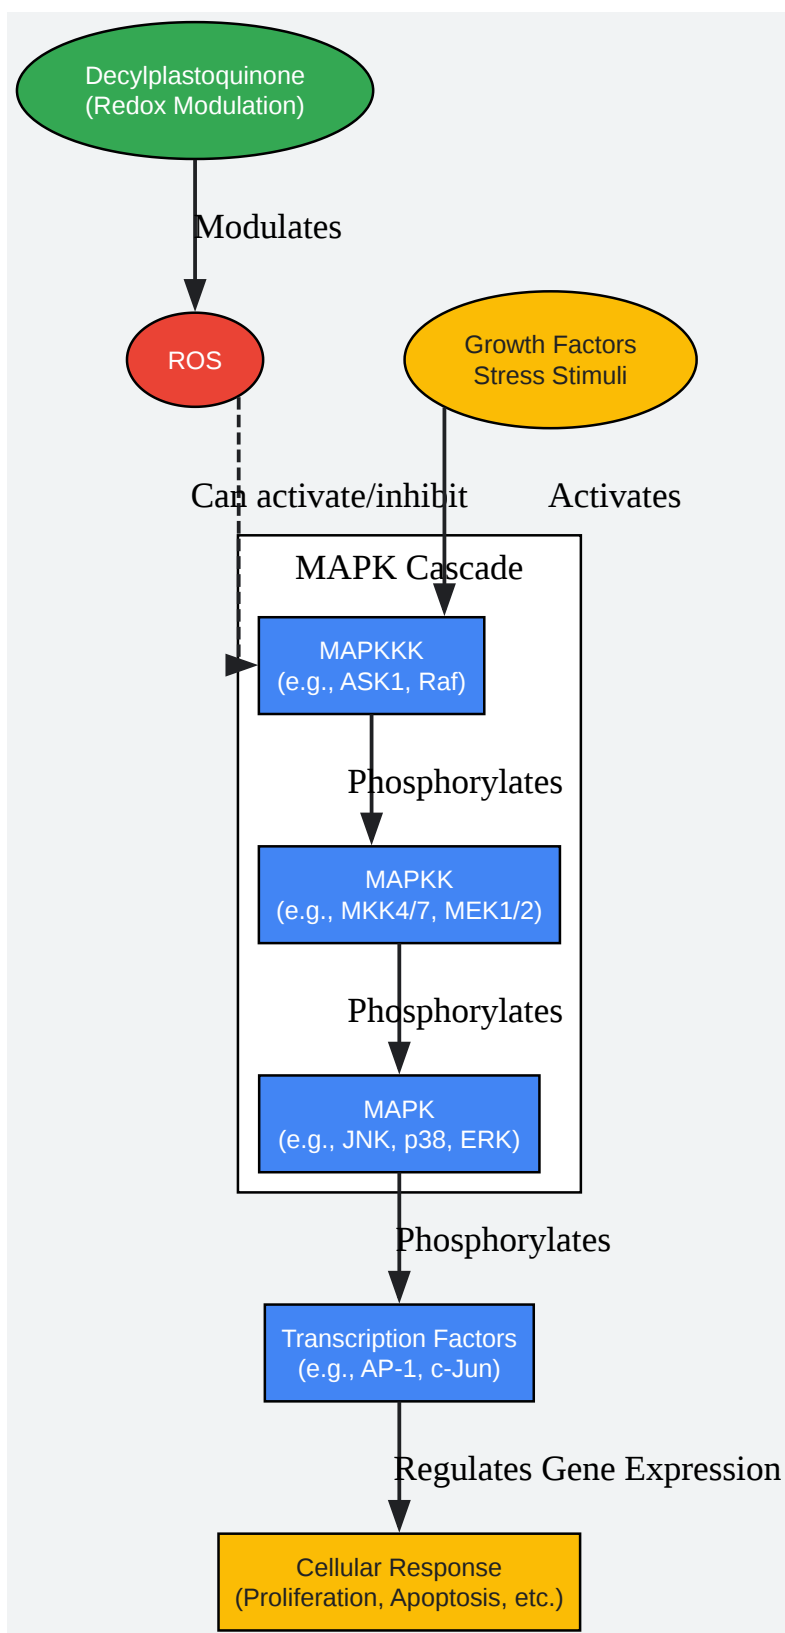 Decylplastoquinone
(Redox Modulation)
Modulates
ROS
Growth Factors
Stress Stimuli
Can activate/inhibit
Activates
MAPK Cascade
MAPKKK
(e.g., ASK1, Raf)
Phosphorylates
MAPKK
(e.g., MKK4/7, MEK1/2)
Phosphorylates
MAPK
(e.g., JNK, p38, ERK)
Phosphorylates
Transcription Factors
(e.g., AP-1, c-Jun)
Regulates Gene Expression
Cellular Response
(Proliferation, Apoptosis, etc.)